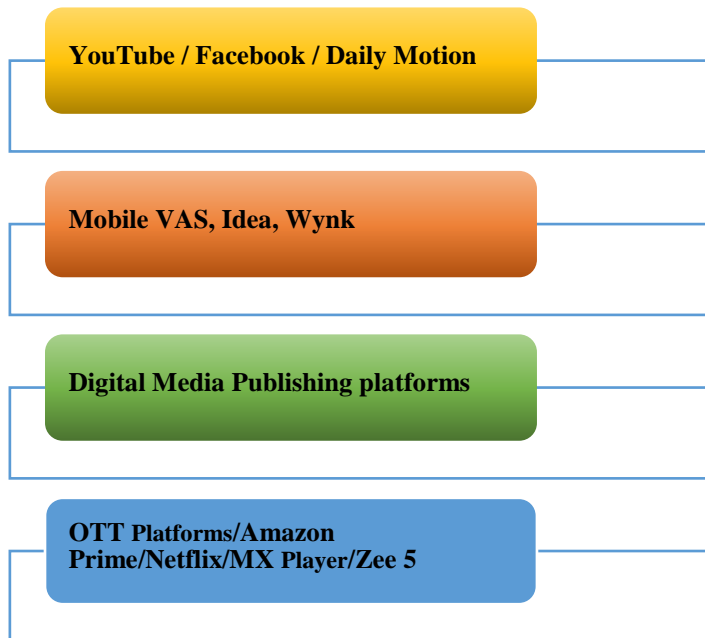 YouTube / Facebook / Daily Motion
Mobile VAS, Idea, Wynk
Digital Media Publishing platforms
OTT Platforms/Amazon
Prime/Netflix/MX Player/Zee 5